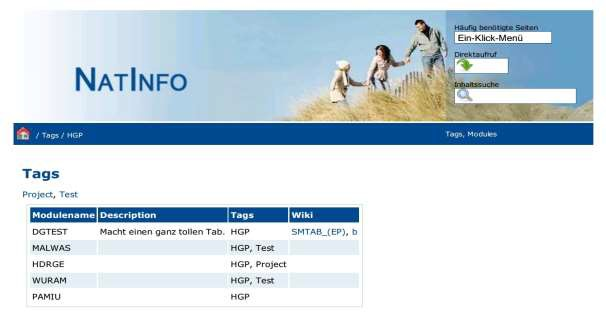 Häufig benötigte Seiten
Ein-Klick-Menü
Direktaufruf
Inhaltssuche
NATINFO
/ Tags / HGP
Tags, Modules
Tags
Project, Test
Modulename Description Tags Wiki
DGTEST Macht einen ganz tollen Tab. HGP SMTAB_(EP), b
MALWAS HGP, Test
HDRGE HGP, Project
WURAM HGP, Test
PAMIU HGP